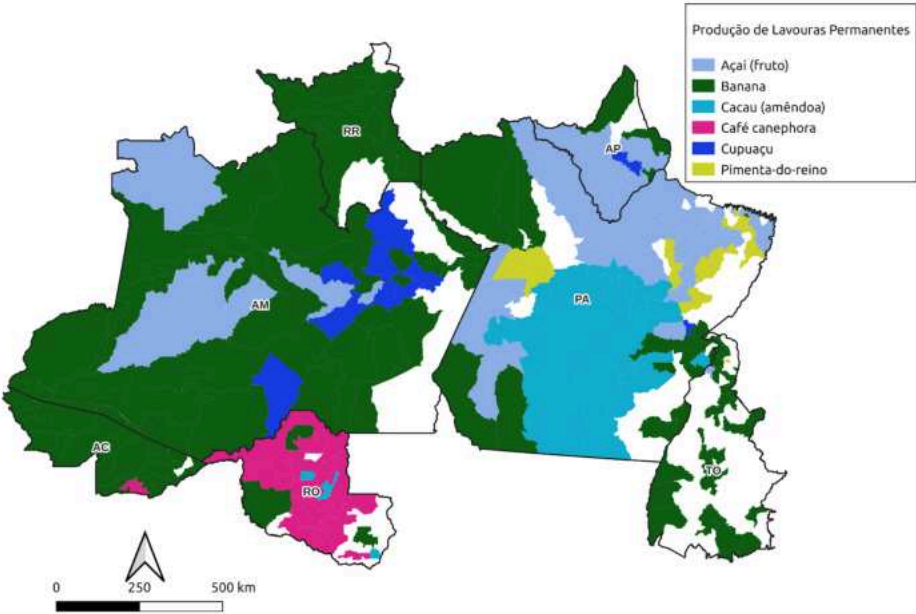 Produção de Lavouras Permanentes
Açaí (fruto)
Banana
Cacau (amêndoa)
Café canephora
Cupuaçu
Pimenta-do-reino
RR
AP
AM
PA
AC
RO
TO
0 250 500 km